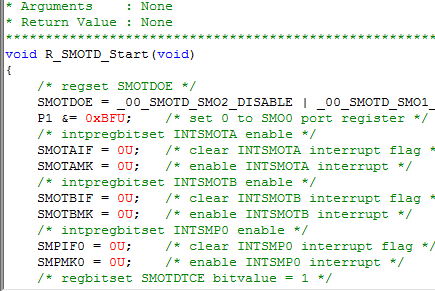 * Arguments    : None
* Return Value : None
******************************************************
void R_SMOTD_Start(void)
{
    /* regset SMOTDOE */
    SMOTDOE = _00_SMOTD_SMO2_DISABLE | _00_SMOTD_SMO1_
    P1 &= 0xBFU;    /* set 0 to SMO0 port register */
    /* intpregbitset INTSMOTA enable */
    SMOTAIF = 0U;    /* clear INTSMOTA interrupt flag */
    SMOTAMK = 0U;    /* enable INTSMOTA interrupt */
    /* intpregbitset INTSMOTB enable */
    SMOTBIF = 0U;    /* clear INTSMOTB interrupt flag */
    SMOTBMK = 0U;    /* enable INTSMOTB interrupt */
    /* intpregbitset INTSMP0 enable */
    SMPIF0 = 0U;    /* clear INTSMP0 interrupt flag */
    SMPMK0 = 0U;    /* enable INTSMP0 interrupt */
    /* regbitset SMOTDTCE bitvalue = 1 */